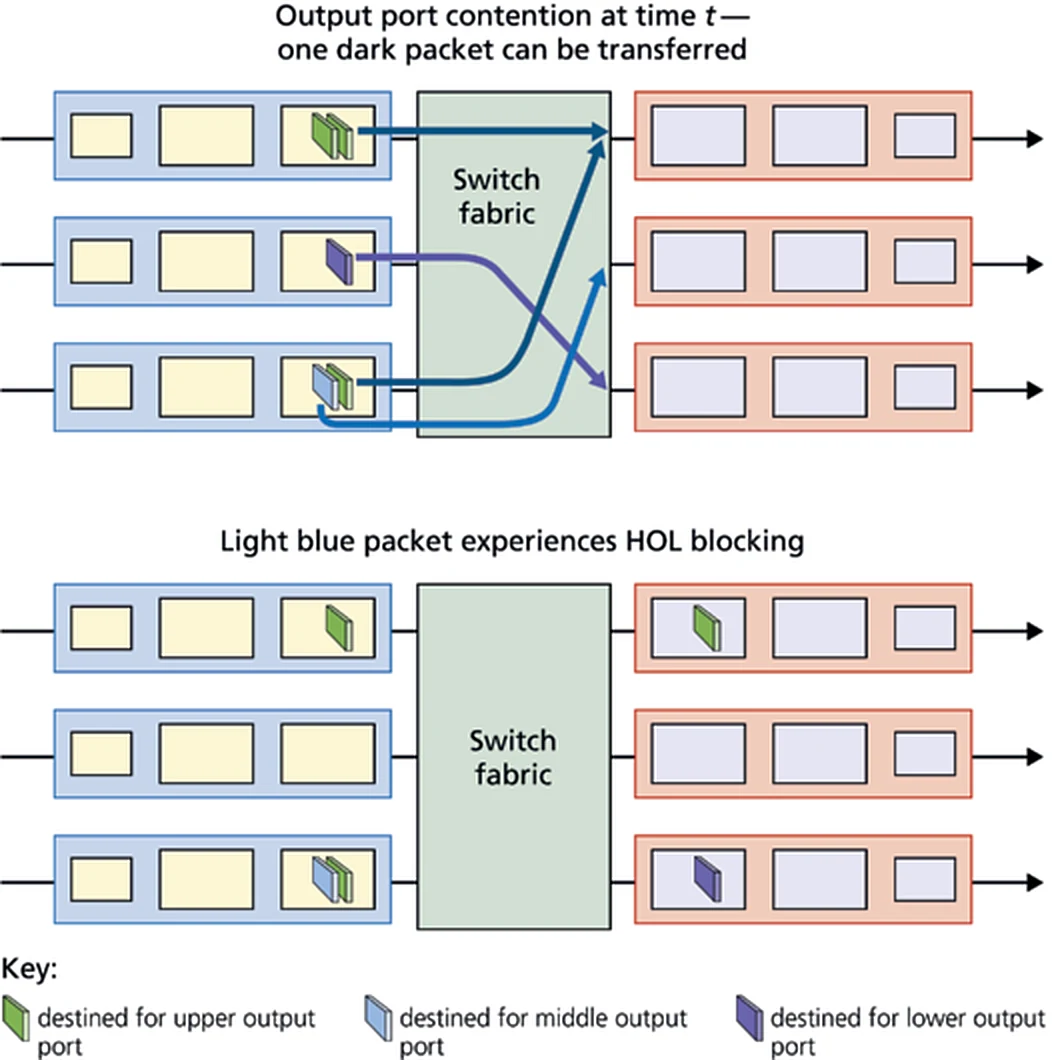 Output port contention at time t—
one dark packet can be transferred
Switch
fabric
Light blue packet experiences HOL blocking
Switch
fabric
Key:
destined for upper output
port
destined for middle output
port
destined for lower output
port